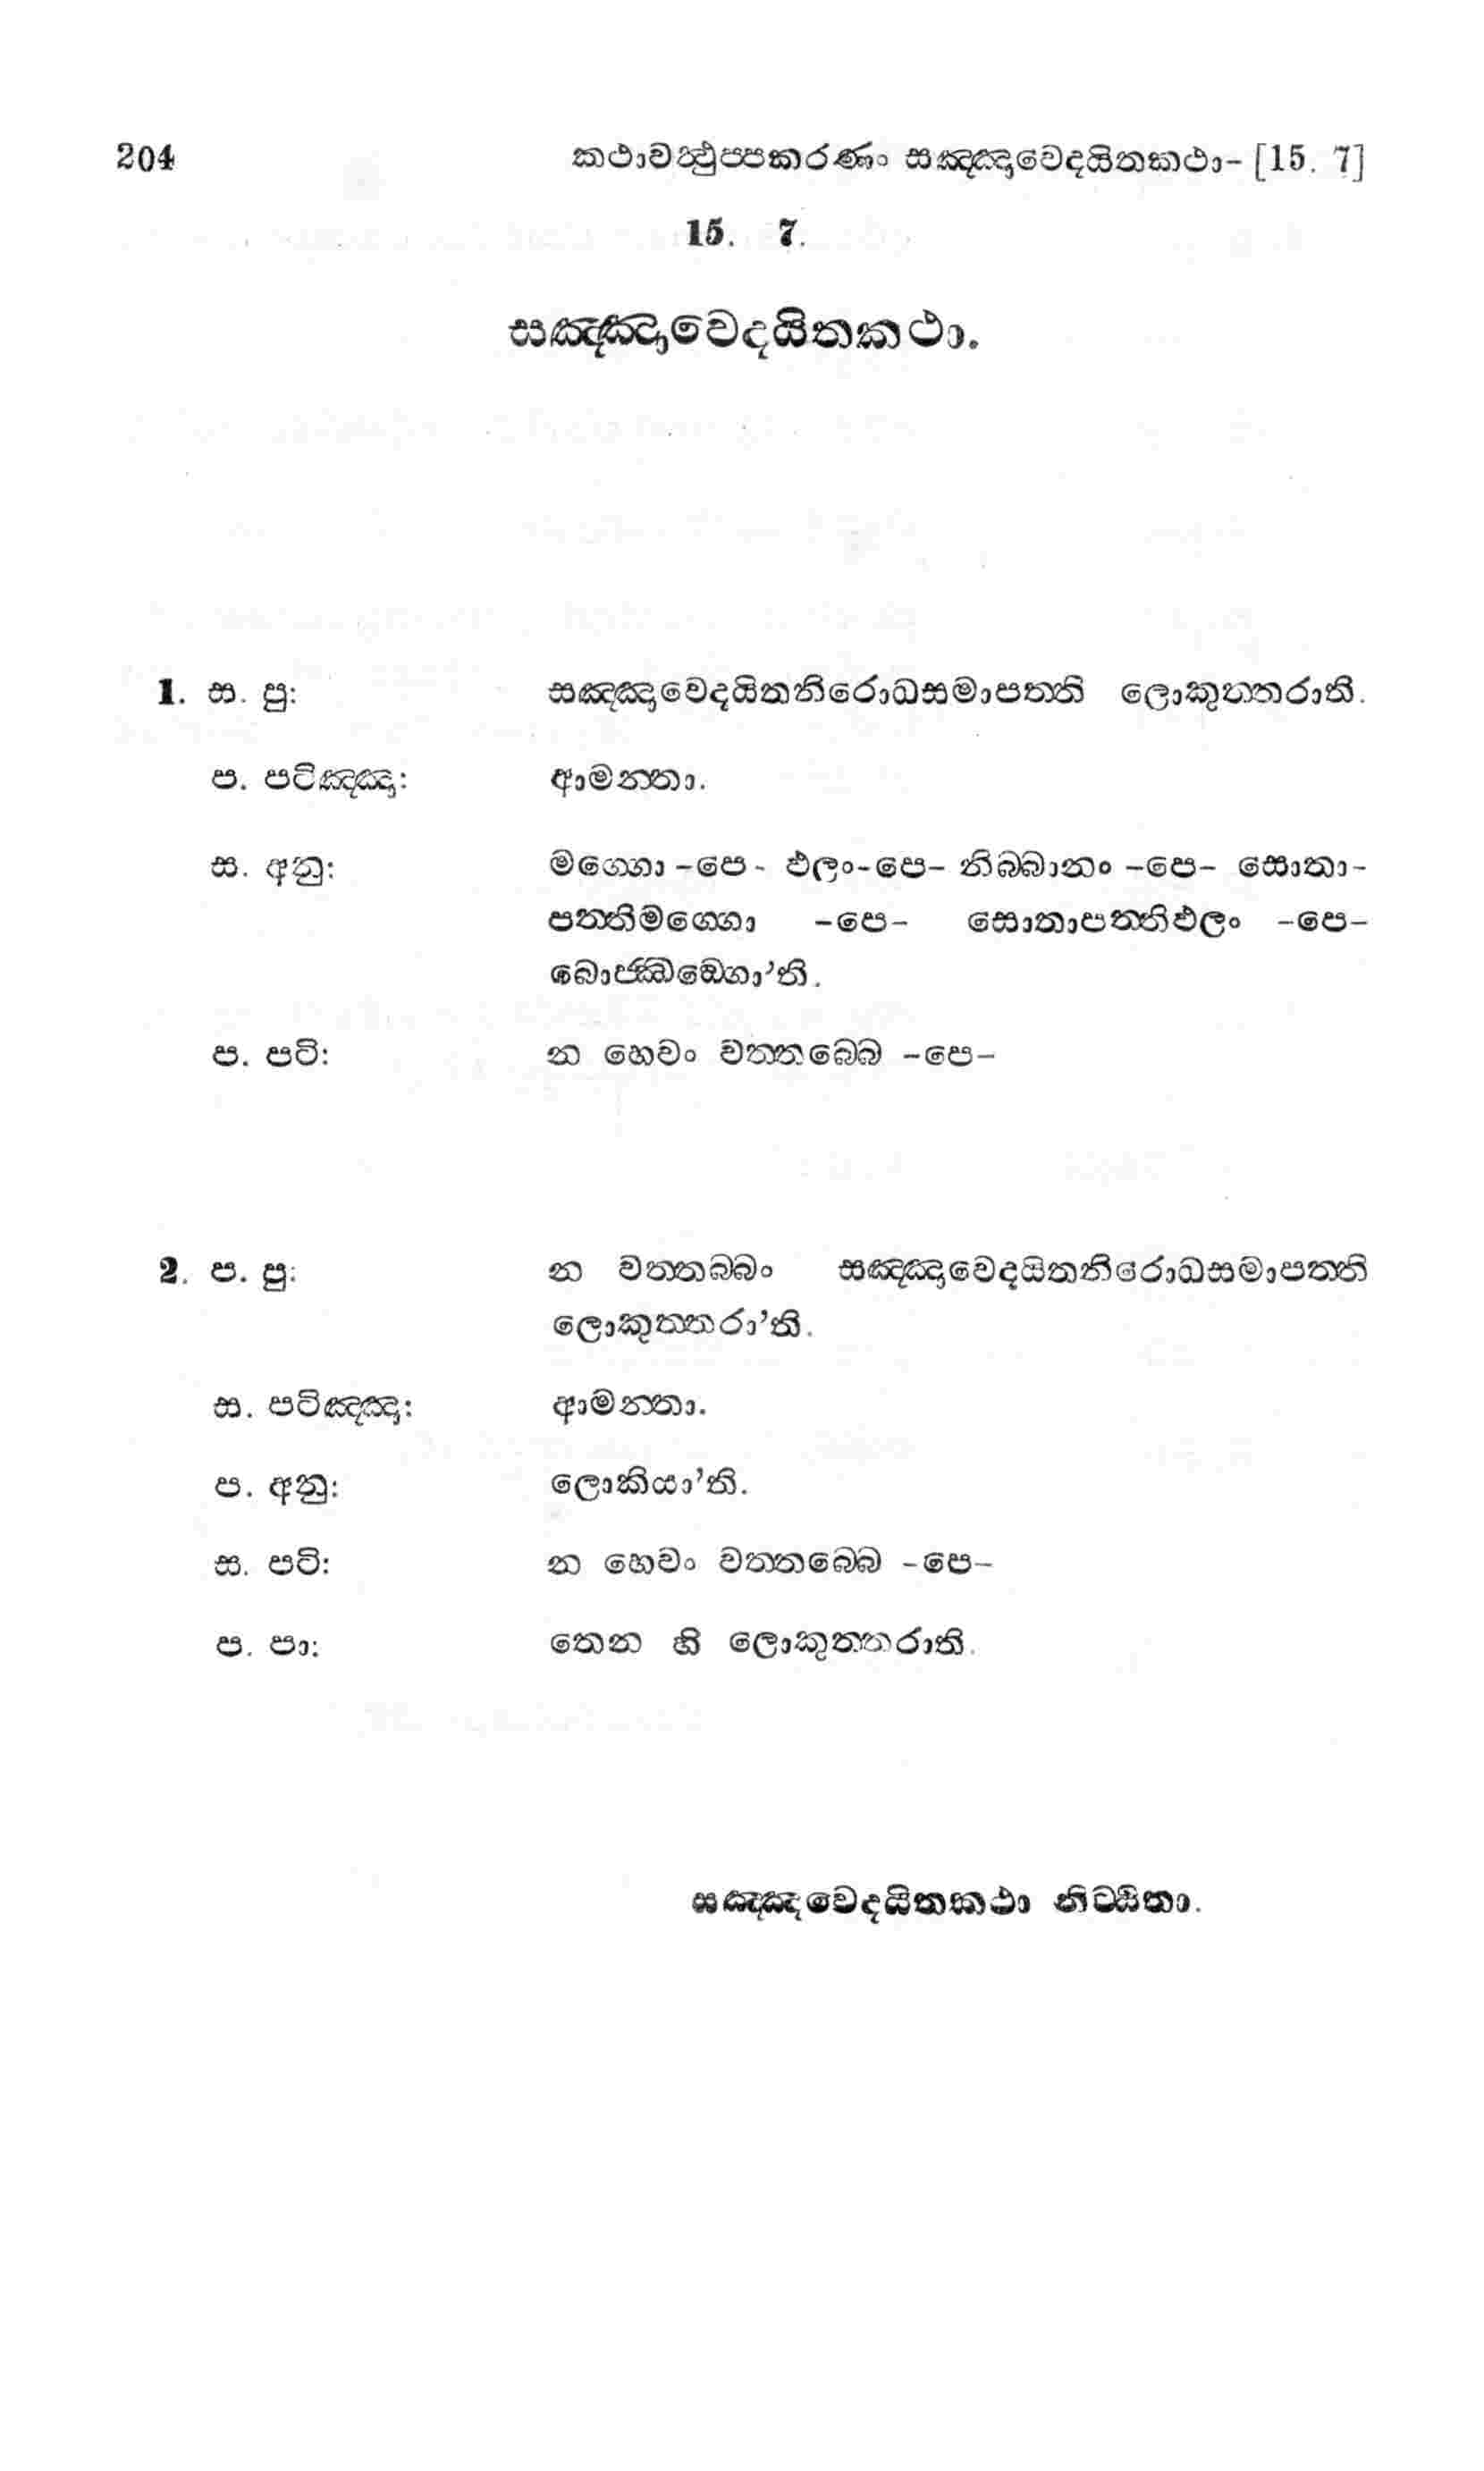 204 කථාවත්‍ථුප්පකරණං සඤ්ඤාවෙදයිතකථා- [15. 7]
15. 7.
සඤ්ඤාවෙදයිතකථා.
1. ස. පු: සඤ්ඤාවෙදයිතනිරොධසමාපත්ති ලොකුත්තරාති.
ප. පටිඤ්ඤා: ආමන්තා.
ස. අනු: මග්ගො -පෙ- ඵලං-පෙ- නිබ්බානං -පෙ- සොතා-
පත්තිමග්ගො -පෙ- සොතාපත්තිඵලං -පෙ-
බොජ්ඣඞ්ගො’ති.
ප. පටි: න හෙවං වත්තබ්බෙ -පෙ-
2. ප. පු: න වත්තබ්බං සඤ්ඤාවෙදයිතනිරොධසමාපත්ති
ලොකුත්තරා’ති.
ස. පටිඤ්ඤා: ආමන්තා.
ප. අනු: ලොකියා’ති.
ස. පටි: න හෙවං වත්තබ්බෙ -පෙ-
ප. පා: තෙන හි ලොකුත්තරාති.
සඤ්ඤවෙදයිතකථා නිට්ඨිතා.